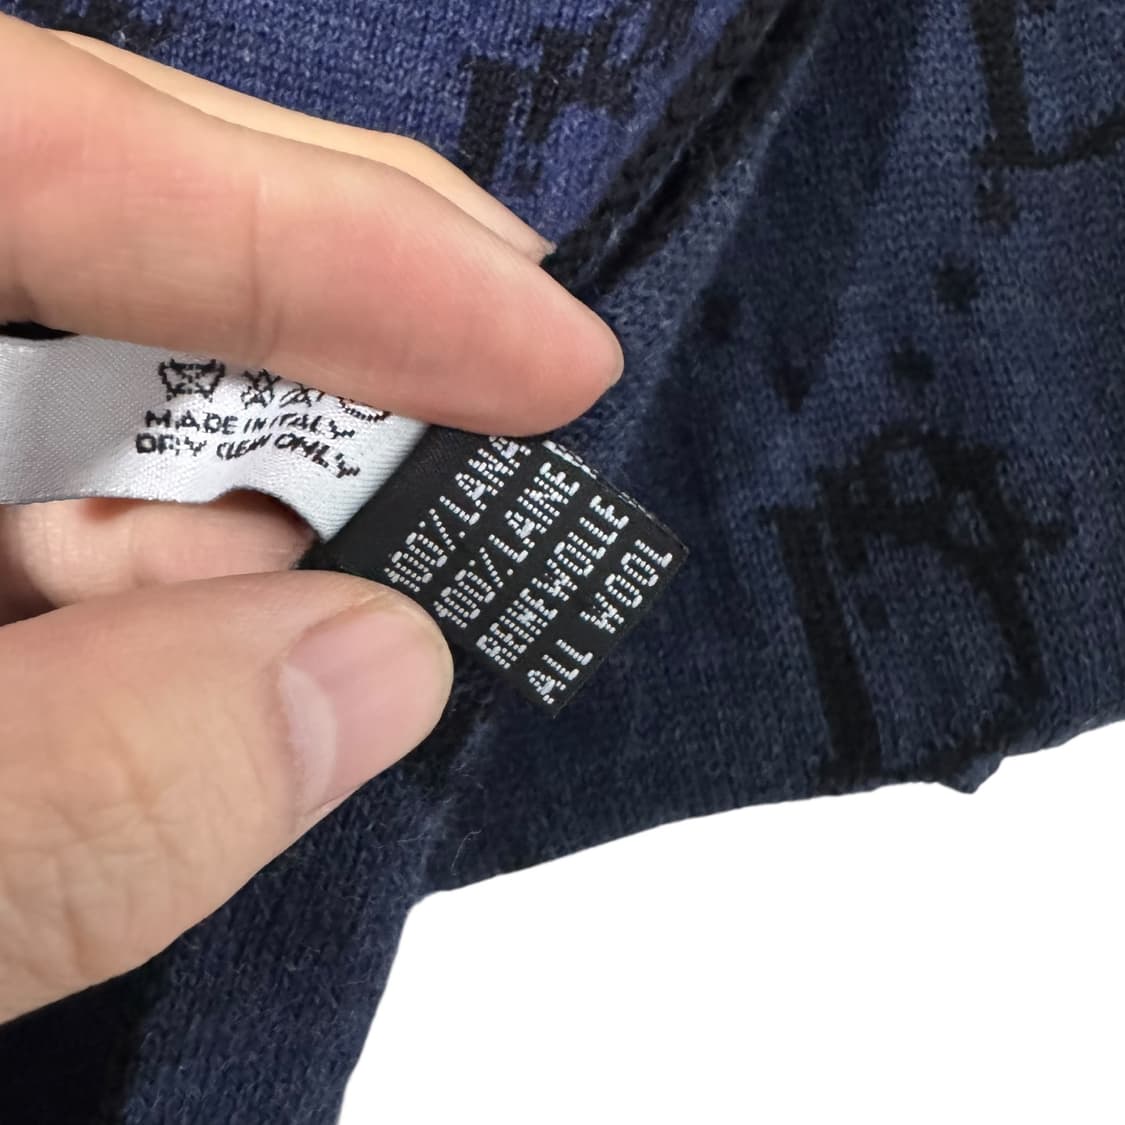 MADE IN ITALY
DRY CLEAN ONLY
100% LANA
100% LAINE
REINE WOLLE
ALL WOOL